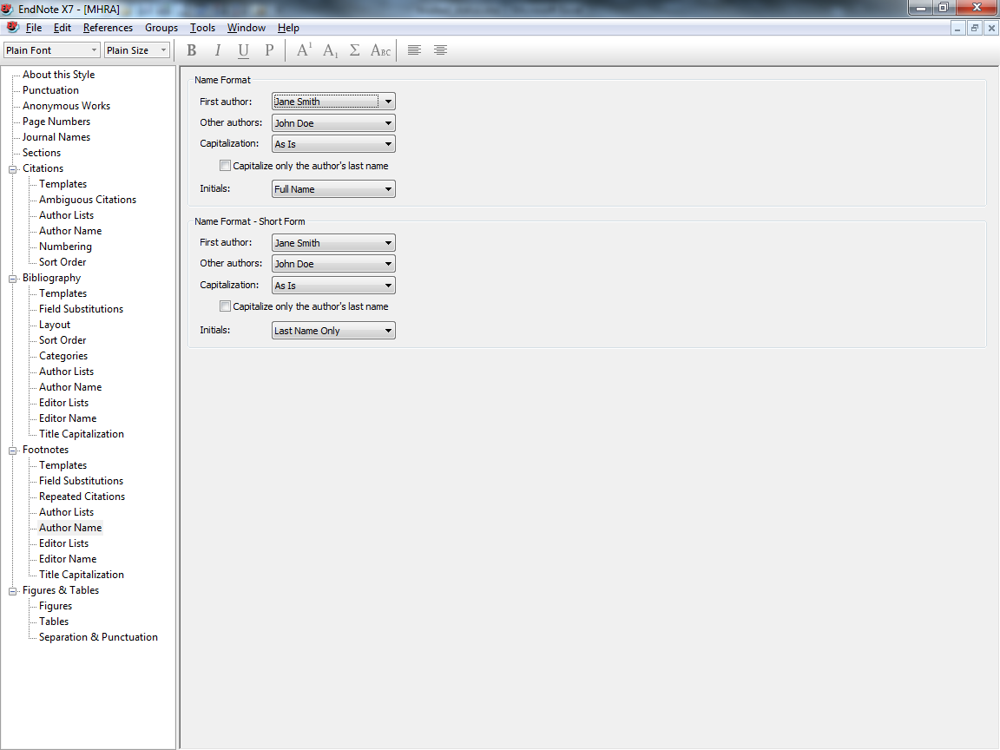 EndNote X7 - [MHRA]
File Edit References Groups Tools Window Help
Plain Font Plain Size B I U P A1 A1 Σ ABC
About this Style
Punctuation
Anonymous Works
Page Numbers
Journal Names
Sections
Citations
Templates
Ambiguous Citations
Author Lists
Author Name
Numbering
Sort Order
Bibliography
Templates
Field Substitutions
Layout
Sort Order
Categories
Author Lists
Author Name
Editor Lists
Editor Name
Title Capitalization
Footnotes
Templates
Field Substitutions
Repeated Citations
Author Lists
Author Name
Editor Lists
Editor Name
Title Capitalization
Figures & Tables
Figures
Tables
Separation & Punctuation
Name Format
First author: Jane Smith
Other authors: John Doe
Capitalization: As Is
Capitalize only the author's last name
Initials: Full Name
Name Format - Short Form
First author: Jane Smith
Other authors: John Doe
Capitalization: As Is
Capitalize only the author's last name
Initials: Last Name Only